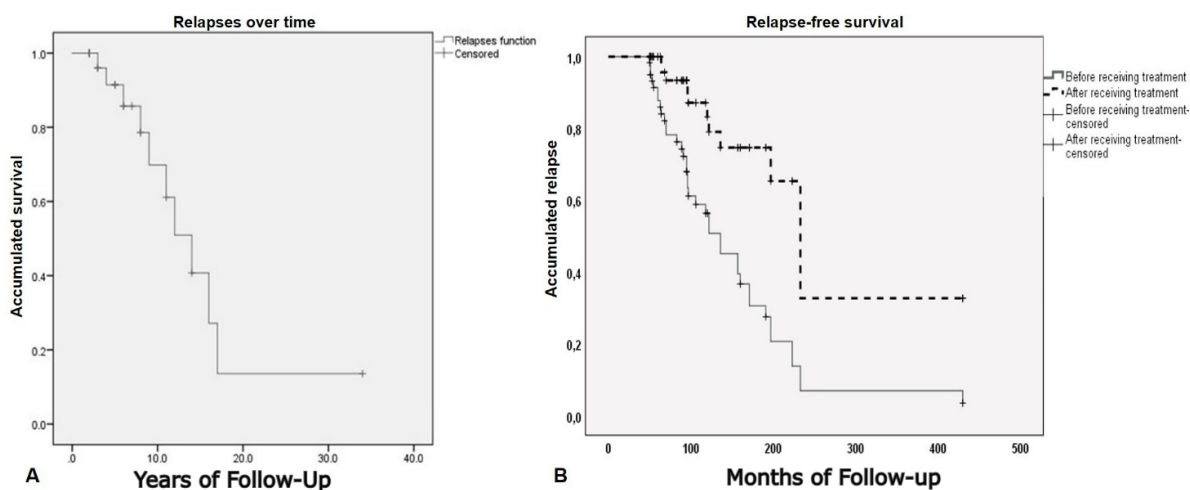 Relapses over time
Relapses function
Censored
1.0
0.8
0.6
0.4
0.2
0.0
Accumulated survival
.0
10.0
20.0
30.0
40.0
A
Years of Follow-Up
Relapse-free survival
Before receiving treatment
After receiving treatment
Before receiving treatment-
censored
After receiving treatment-
censored
1,0
0,8
0,6
0,4
0,2
0,0
Accumulated relapse
0
100
200
300
400
500
B
Months of Follow-up